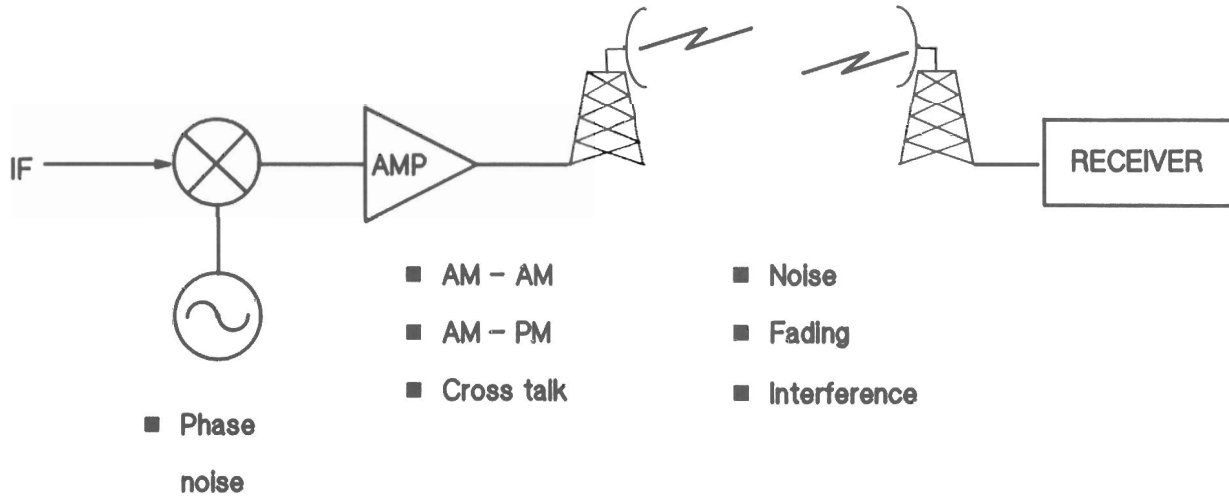 IF
AMP
RECEIVER
■ AM – AM
■ AM – PM
■ Cross talk
■ Noise
■ Fading
■ Interference
■ Phase
noise